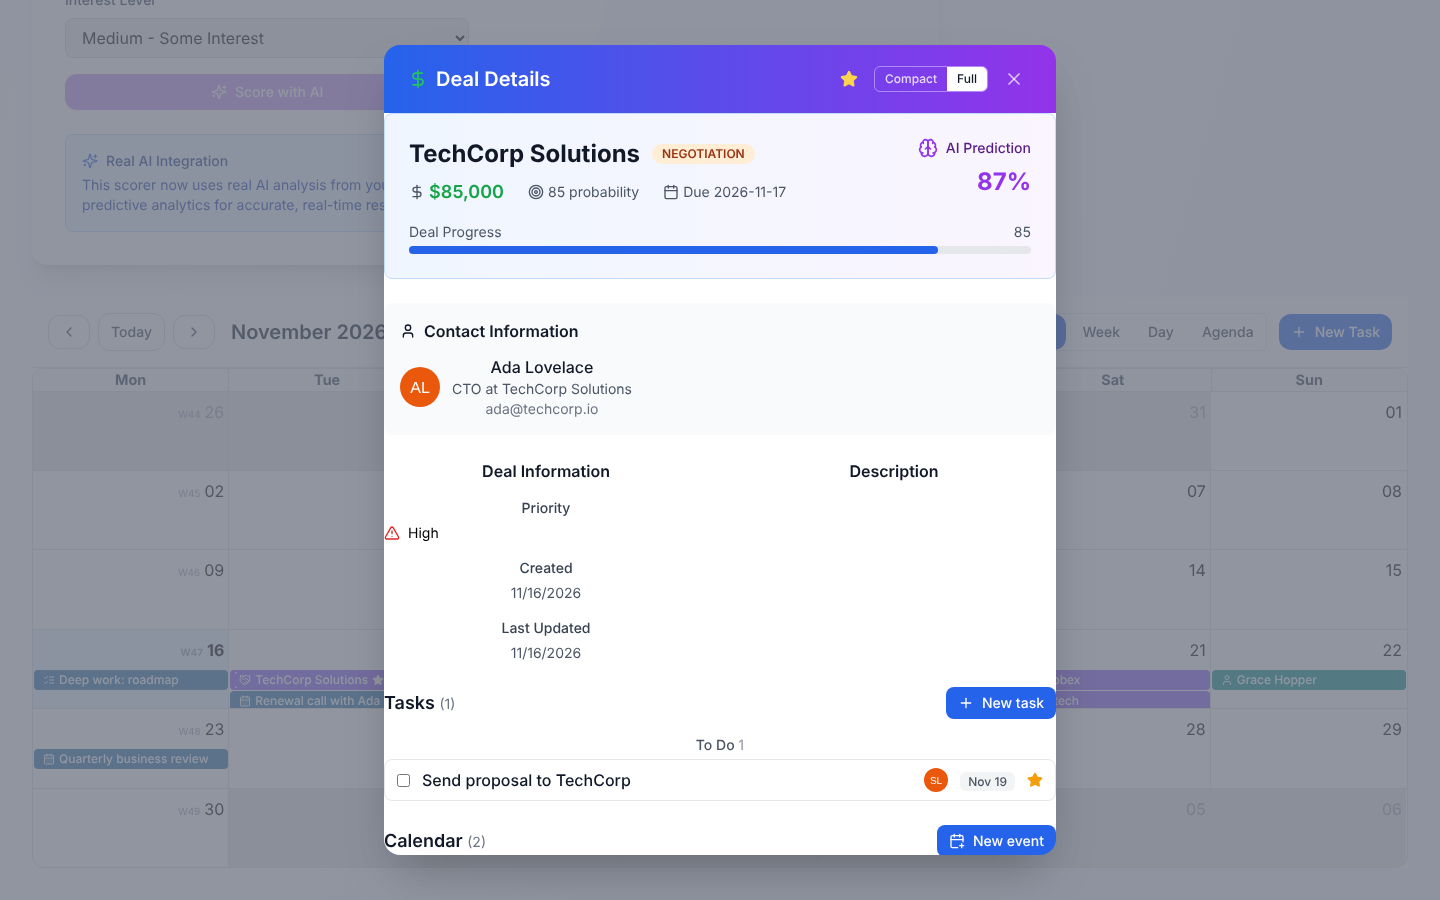 Interest Level
Medium - Some Interest
Score with AI
Real AI Integration
This scorer now uses real AI analysis from
predictive analytics for accurate, real-time
Today
November 2026
Week
Day
Agenda
New Task
Mon
Tue
Sat
Sun
W44 26
31
01
W45 02
07
08
W46 09
14
15
W47 16
21
22
Deep work: roadmap
TechCorp Solutions
Grace Hopper
Renewal call with Ada
W48 23
28
29
Quarterly business review
W49 30
05
06
Deal Details
Compact
Full
TechCorp Solutions
NEGOTIATION
AI Prediction
$85,000
85 probability
Due 2026-11-17
87%
Deal Progress
85
Contact Information
AL
Ada Lovelace
CTO at TechCorp Solutions
ada@techcorp.io
Deal Information
Description
Priority
High
Created
11/16/2026
Last Updated
11/16/2026
Tasks (1)
New task
To Do 1
Send proposal to TechCorp
SL
Nov 19
Calendar (2)
New event